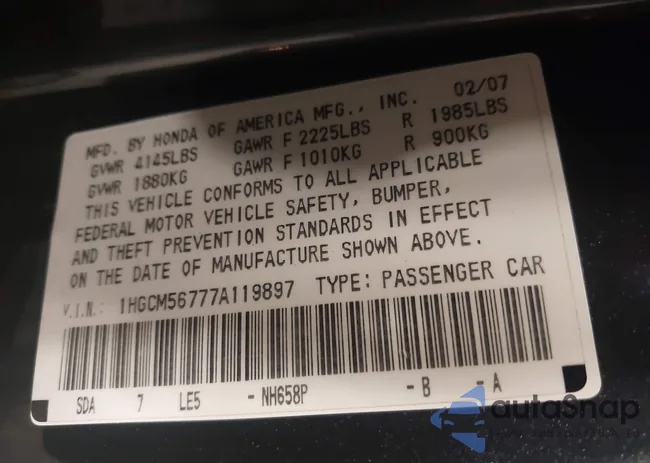 MFD. BY HONDA OF AMERICA MFG., INC. 02/07
GVWR 4145LBS GAWR F 2225LBS R 1985LBS
GVWR 1880KG GAWR F 1010KG R 900KG
THIS VEHICLE CONFORMS TO ALL APPLICABLE
FEDERAL MOTOR VEHICLE SAFETY, BUMPER,
AND THEFT PREVENTION STANDARDS IN EFFECT
ON THE DATE OF MANUFACTURE SHOWN ABOVE.
V.I.N.: 1HGCM56777A119897 TYPE: PASSENGER CAR
SDA 7 LE5 -NH658P -B -A
autoSnap